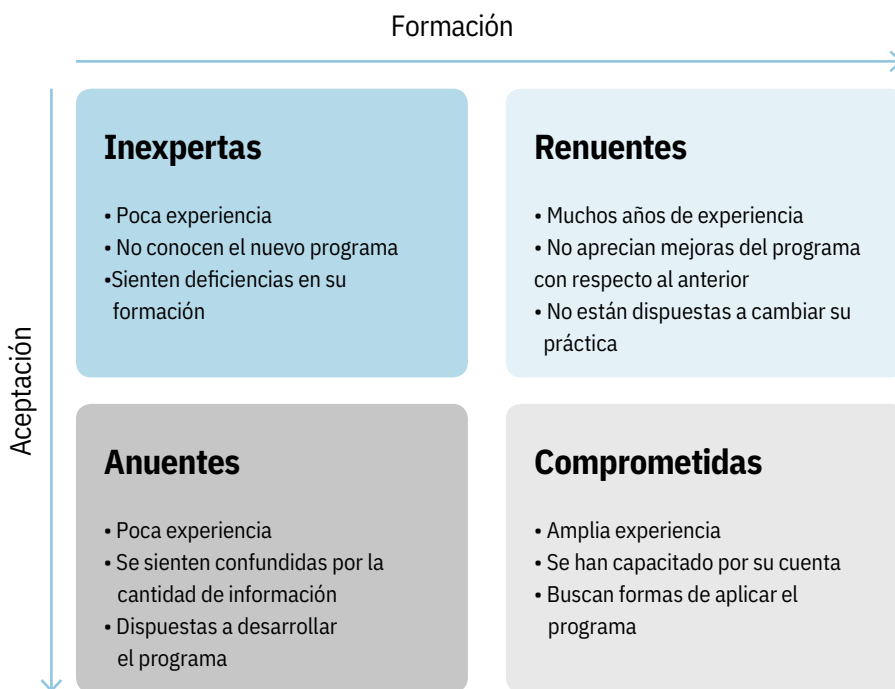 Formación
Aceptación
Inexpertas
• Poca experiencia
• No conocen el nuevo programa
•Sienten deficiencias en su
formación
Renuentes
• Muchos años de experiencia
• No aprecian mejoras del programa
con respecto al anterior
• No están dispuestas a cambiar su
práctica
Anuentes
• Poca experiencia
• Se sienten confundidas por la
cantidad de información
• Dispuestas a desarrollar
el programa
Comprometidas
• Amplia experiencia
• Se han capacitado por su cuenta
• Buscan formas de aplicar el
programa